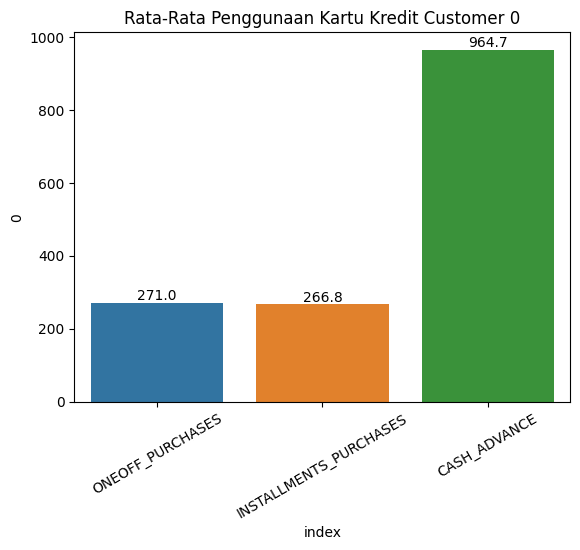 Rata-Rata Penggunaan Kartu Kredit Customer 0
1000
800
600
400
200
0
0
271.0
266.8
964.7
ONEOFF_PURCHASES
INSTALLMENTS_PURCHASES
CASH_ADVANCE
index